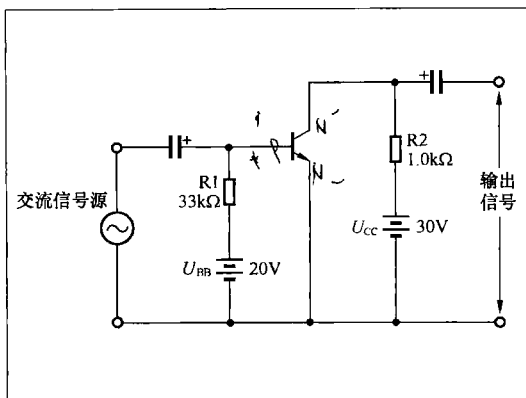 R2
1.0kΩ
R1
33kΩ
交流信号源
输出
信号
U_BB 20V
U_CC 30V
+
+
P
N
N